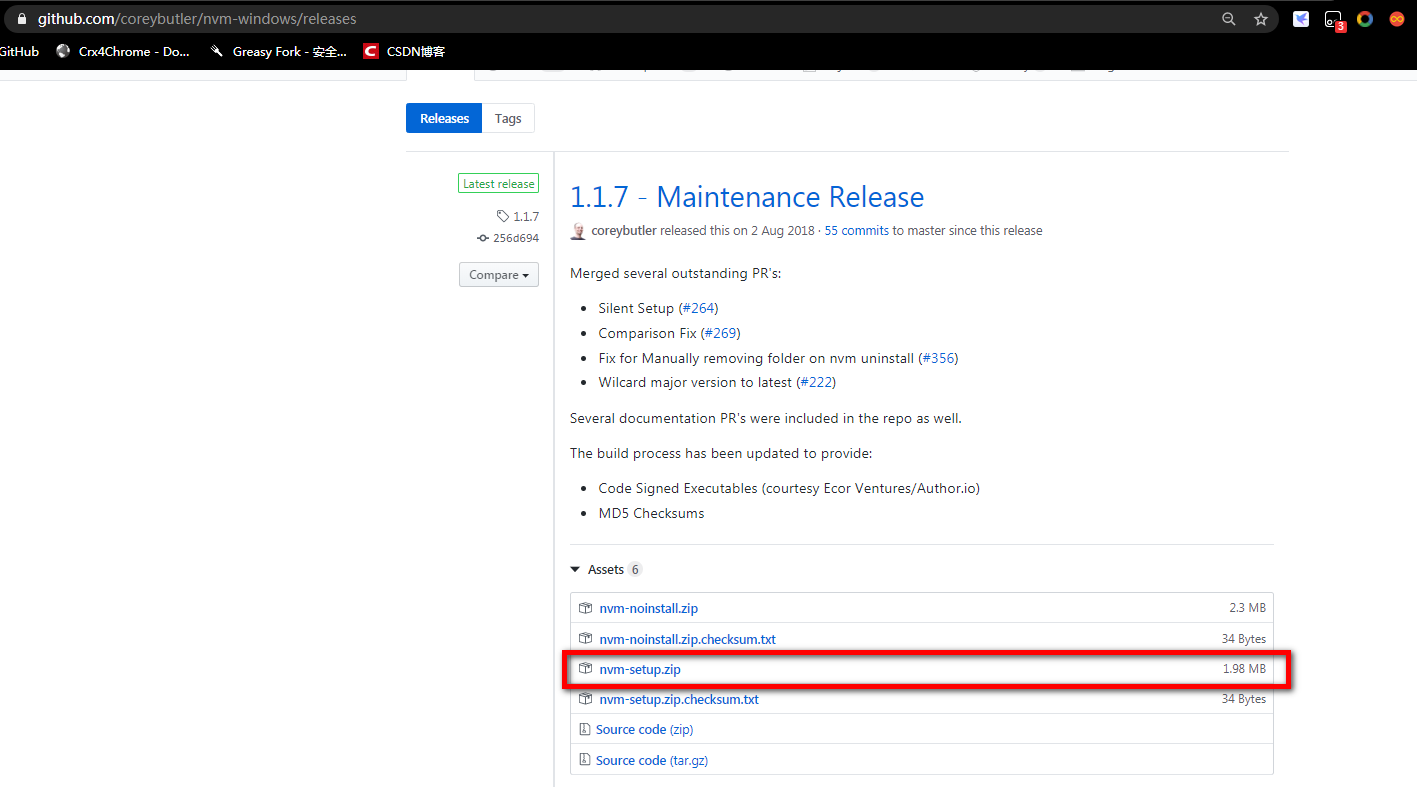 github.com/coreybutler/nvm-windows/releases
3
GitHub Crx4Chrome - Do... Greasy Fork - 安全... C CSDN博客
Releases Tags
Latest release
1.1.7
256d694
Compare
1.1.7 - Maintenance Release
coreybutler released this on 2 Aug 2018 · 55 commits to master since this release
Merged several outstanding PR's:
Silent Setup (#264)
Comparison Fix (#269)
Fix for Manually removing folder on nvm uninstall (#356)
Wilcard major version to latest (#222)
Several documentation PR's were included in the repo as well.
The build process has been updated to provide:
Code Signed Executables (courtesy Ecor Ventures/Author.io)
MD5 Checksums
Assets 6
nvm-noinstall.zip 2.3 MB
nvm-noinstall.zip.checksum.txt 34 Bytes
nvm-setup.zip 1.98 MB
nvm-setup.zip.checksum.txt 34 Bytes
Source code (zip)
Source code (tar.gz)